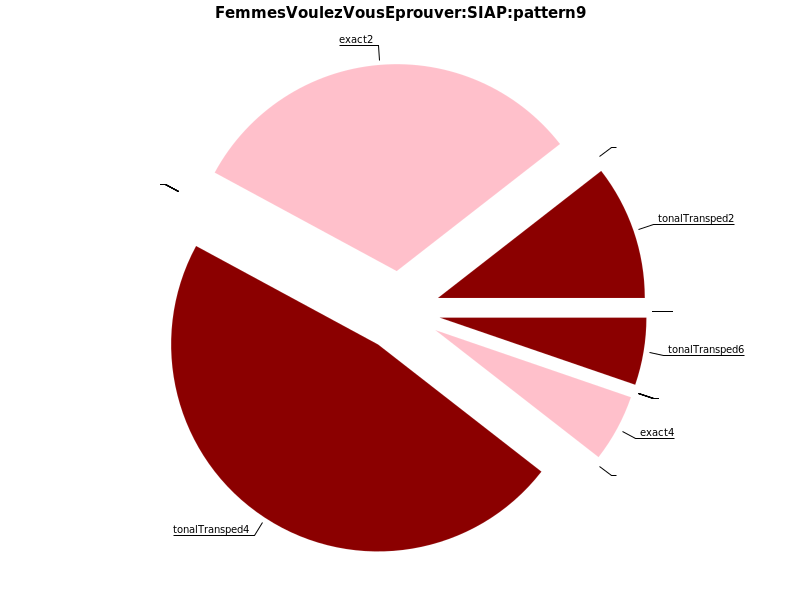 FemmesVoulezVousEprouver:SIAP:pattern9
exact2
tonalTransped2
tonalTransped6
exact4
tonalTransped4